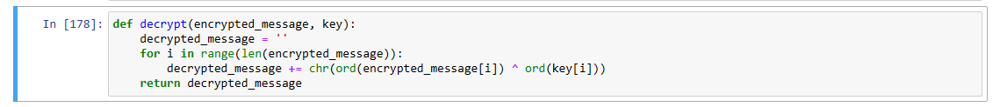 In [178]: def decrypt(encrypted_message, key):
    decrypted_message = ''
    for i in range(len(encrypted_message)):
        decrypted_message += chr(ord(encrypted_message[i]) ^ ord(key[i]))
    return decrypted_message